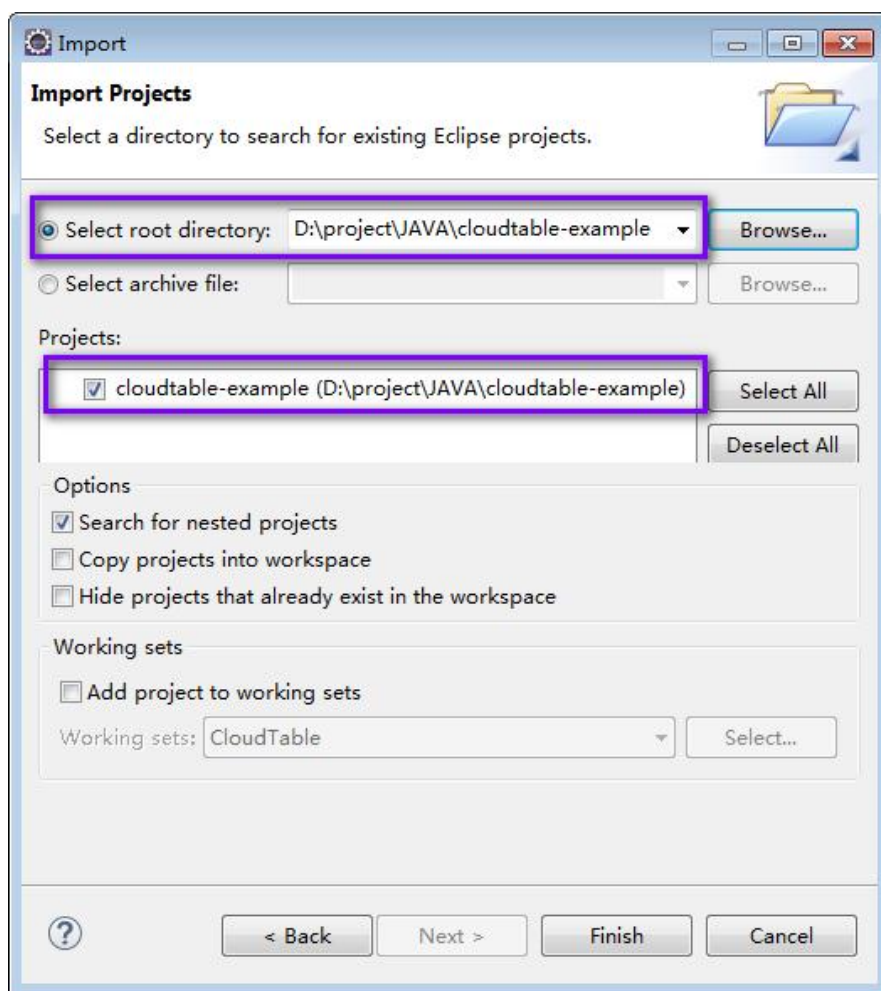 Import
Import Projects
Select a directory to search for existing Eclipse projects.
Select root directory: D:\project\JAVA\cloudtable-example Browse...
Select archive file: Browse...
Projects:
cloudtable-example (D:\project\JAVA\cloudtable-example) Select All
Deselect All
Options
Search for nested projects
Copy projects into workspace
Hide projects that already exist in the workspace
Working sets
Add project to working sets
Working sets: CloudTable Select...
? < Back Next > Finish Cancel